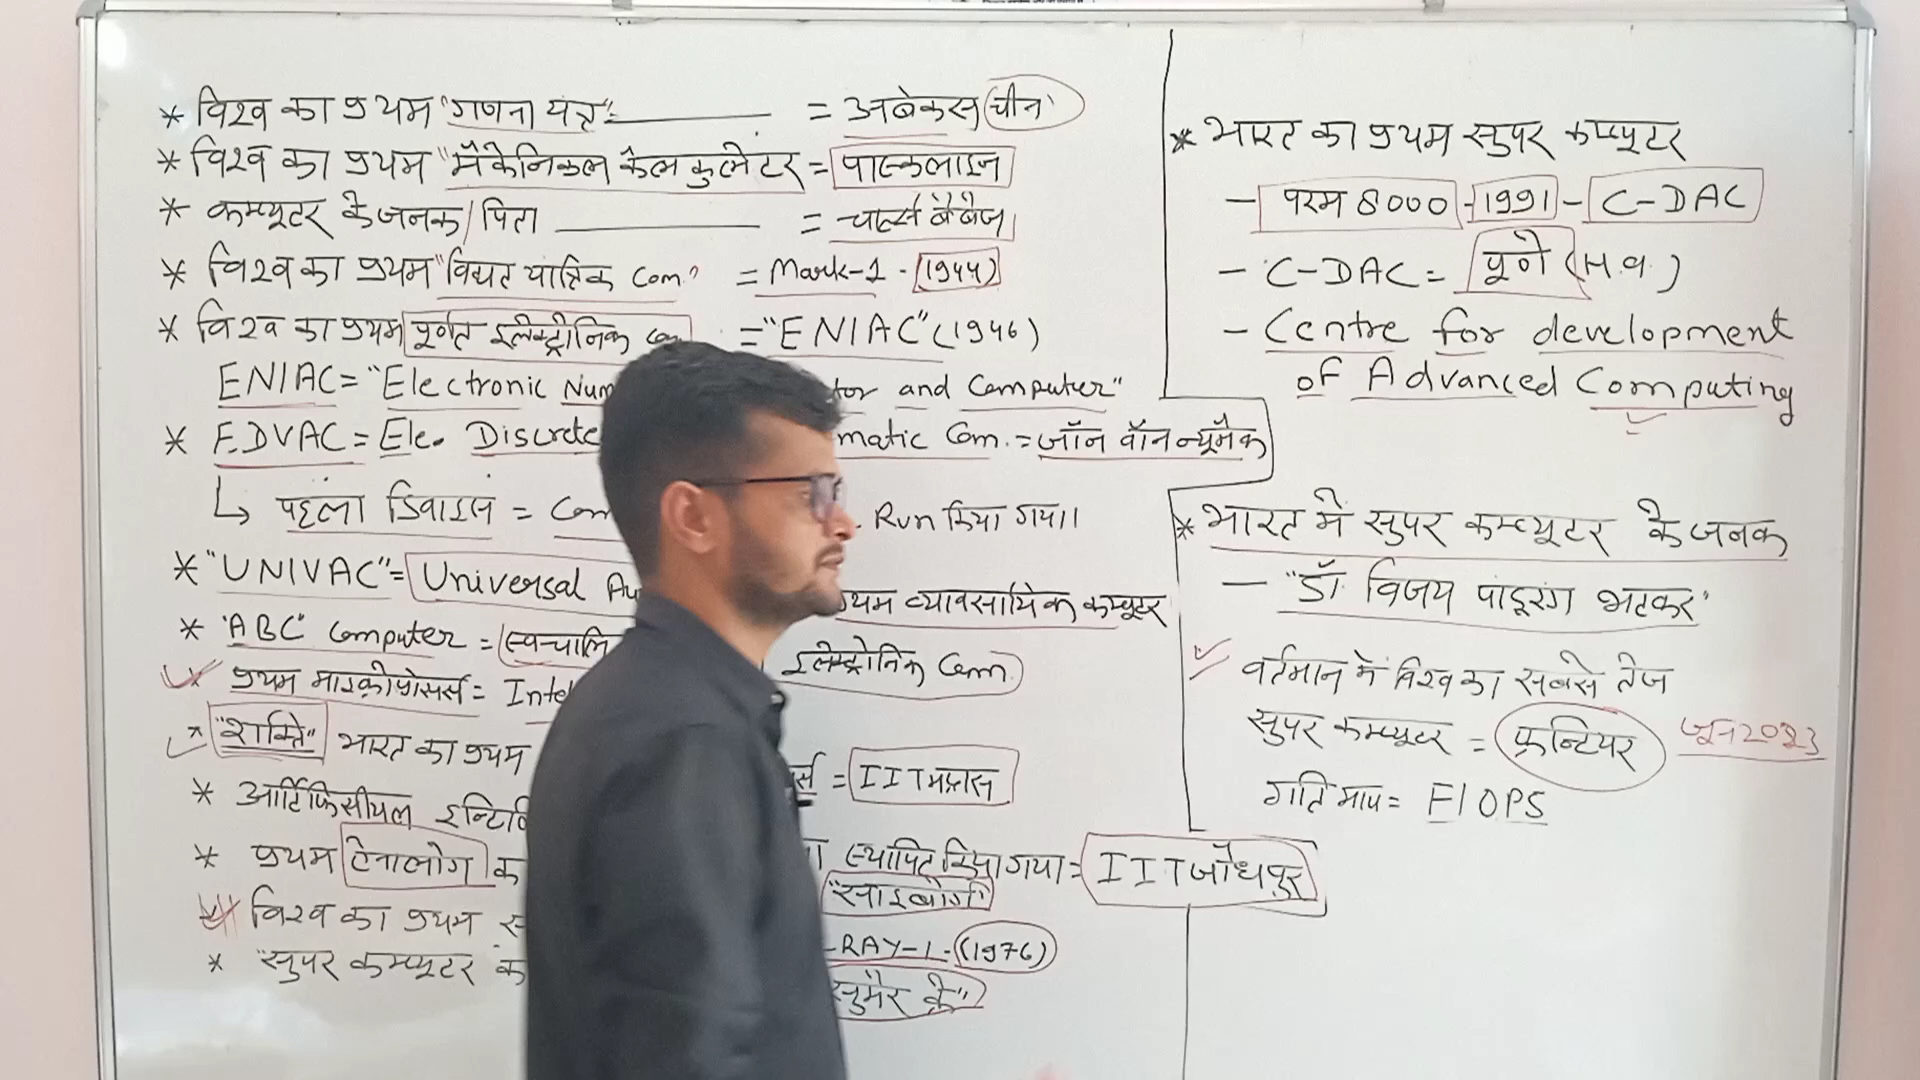 * विश्व का प्रथम "गणना यंत्र": = अबेकस (चीन)
* विश्व का प्रथम "मैकेनिकल कैलकुलेटर = पास्कलाइन
* कम्प्यूटर के जनक/पिता = चार्ल्स बैबेज
* विश्व का प्रथम "विद्युत यांत्रिक Com. = Mark-1 - (1944)
* विश्व का प्रथम पूर्णत इलेक्ट्रोनिक = "ENIAC" (1946)
ENIAC = "Electronic Num tor and Computer"
* EDVAC = Ele. Discrete matic Com. = जॉन वॉन न्यूमैन
↳ पहला डिवाइस = Com Run किया गया।
* "UNIVAC" = Universal Au प्रथम व्यावसायिक कम्प्यूटर
* 'ABC' Computer = (स्वचालि इलेक्ट्रोनिक Com.)
* प्रथम माइक्रोप्रोसर्स = Intel
* "शक्ति" भारत का प्रथम र्स = IIT मद्रास
* आर्टिफिसीयल इन्टिलि
* प्रथम टेनालोग क ा स्थापित किया गया = IIT जोधपुर
* विश्व का प्रथम स "साइबोर्ग"
* "सुपर कम्प्यूटर क
-RAY-1 - (1976)
सुमैर क्रे"
* भारत का प्रथम सुपर कम्प्यूटर
- परम 8000 - 1991 - C-DAC
- C-DAC = पूणे
- Centre for development
of Advanced Computing
* भारत में सुपर कम्प्यूटर के जनक
- "डॉ. विजय पांडूरंग भटकर"
वर्तमान में विश्व का सबसे तेज
सुपर कम्प्यूटर = फ्रन्टियर जून 2023
गति माप = FlOPS